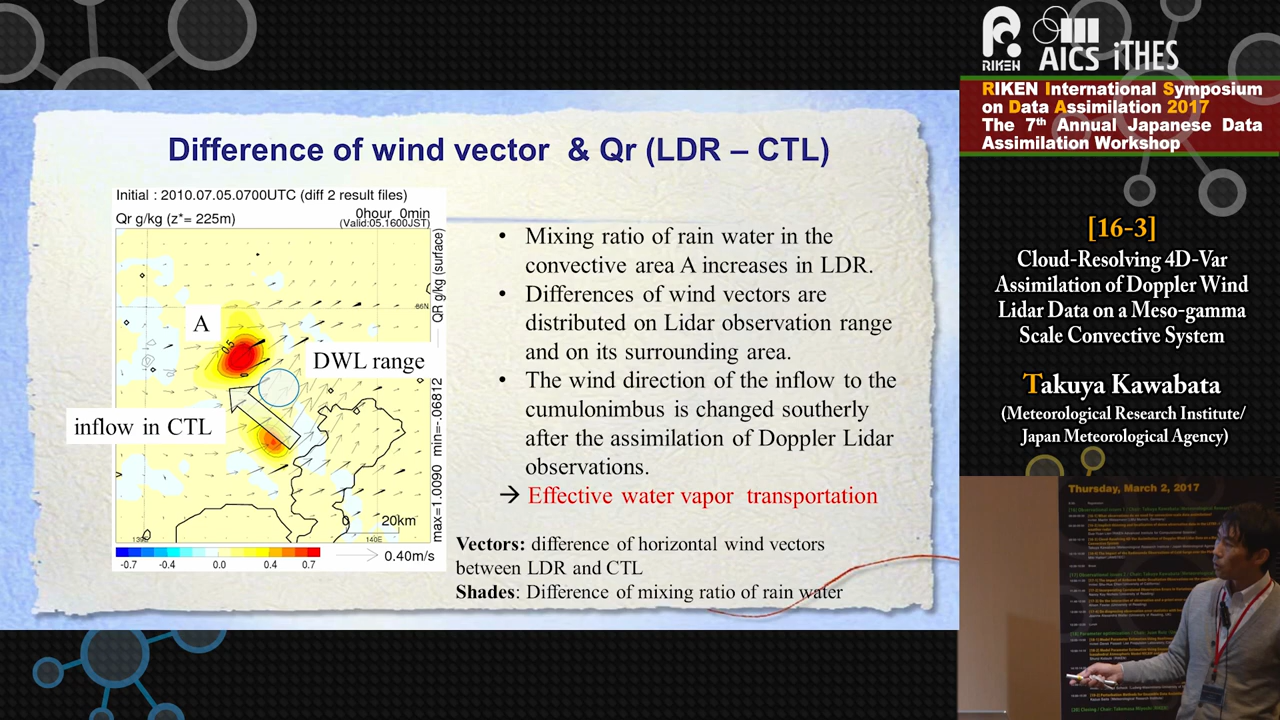 Difference of wind vector & Qr (LDR – CTL)
Initial : 2010.07.05.0700UTC (diff 2 result files)
Qr g/kg (z*= 225m)
0hour 0min
(Valid:05.1600JST)
QR g/kg (surface)
max=1.0090 min=-.06812
36N
A
0.5
DWL range
inflow in CTL
0 20km
139E
140E
-0.7 -0.4 0.0 0.4 0.7
0.40m/s
• Mixing ratio of rain water in the
convective area A increases in LDR.
• Differences of wind vectors are
distributed on Lidar observation range
and on its surrounding area.
• The wind direction of the inflow to the
cumulonimbus is changed southerly
after the assimilation of Doppler Lidar
observations.
→ Effective water vapor transportation
Vectors: difference of horizontal wind vectors
between LDR and CTL
Shades: Difference of mixing ratio of rain water
RIKEN
AICS iTHES
RIKEN International Symposium
on Data Assimilation 2017
The 7th Annual Japanese Data
Assimilation Workshop
[16-3]
Cloud-Resolving 4D-Var
Assimilation of Doppler Wind
Lidar Data on a Meso-gamma
Scale Convective System
Takuya Kawabata
(Meteorological Research Institute/
Japan Meteorological Agency)
Thursday, March 2, 2017